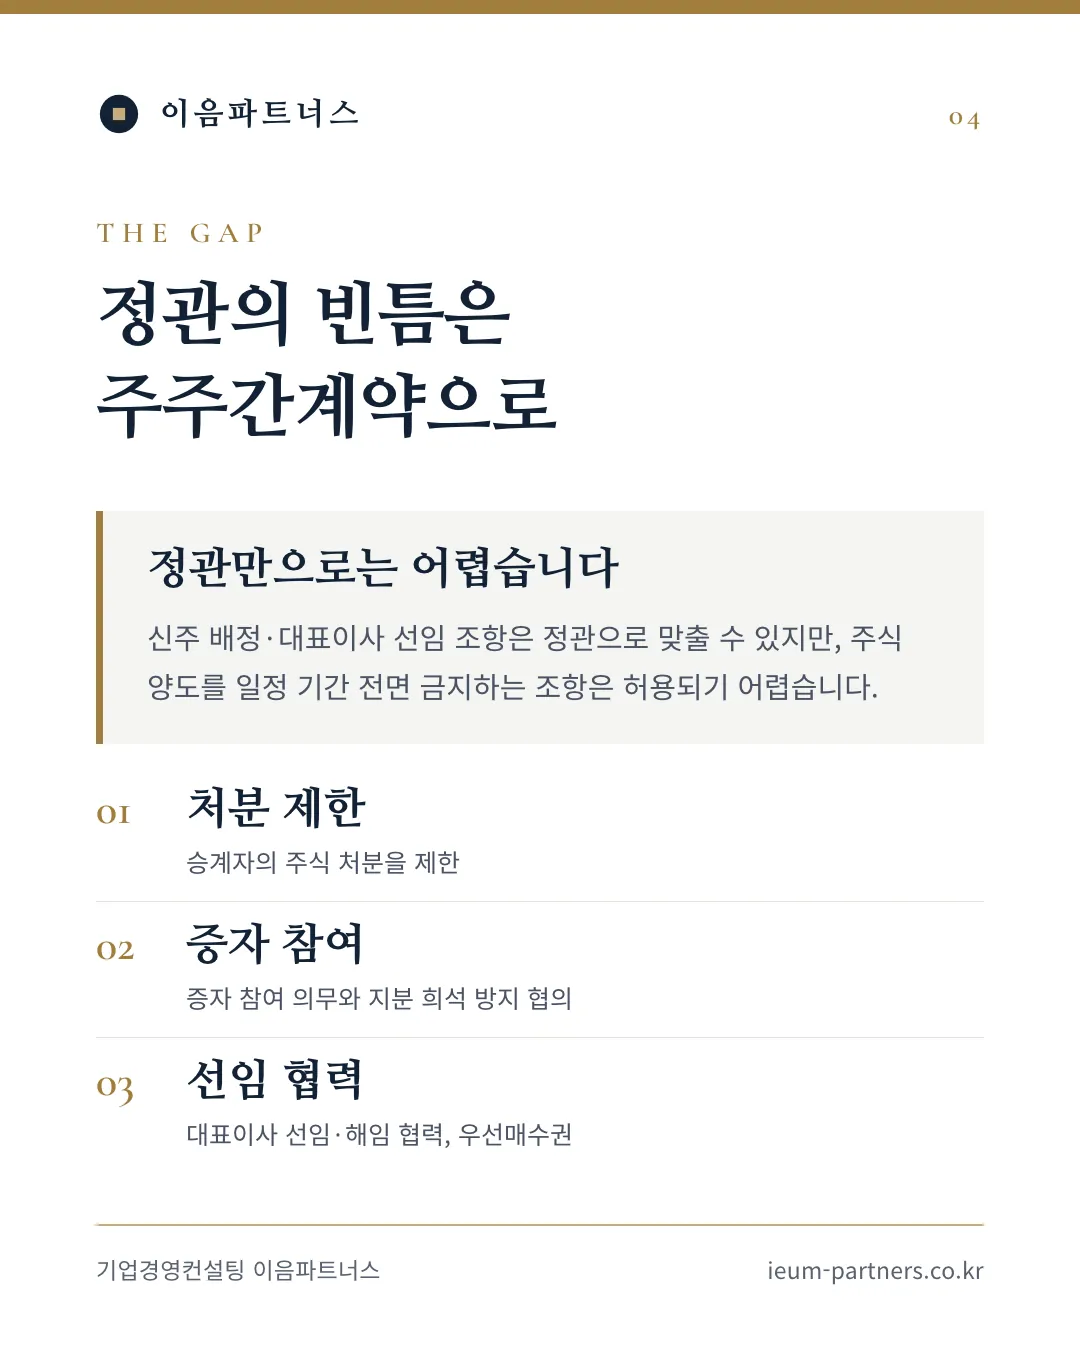 이음파트너스
04
THE GAP
정관의 빈틈은
주주간계약으로
정관만으로는 어렵습니다
신주 배정·대표이사 선임 조항은 정관으로 맞출 수 있지만, 주식
양도를 일정 기간 전면 금지하는 조항은 허용되기 어렵습니다.
01 처분 제한
승계자의 주식 처분을 제한
02 증자 참여
증자 참여 의무와 지분 희석 방지 협의
03 선임 협력
대표이사 선임·해임 협력, 우선매수권
기업경영컨설팅 이음파트너스
ieum-partners.co.kr